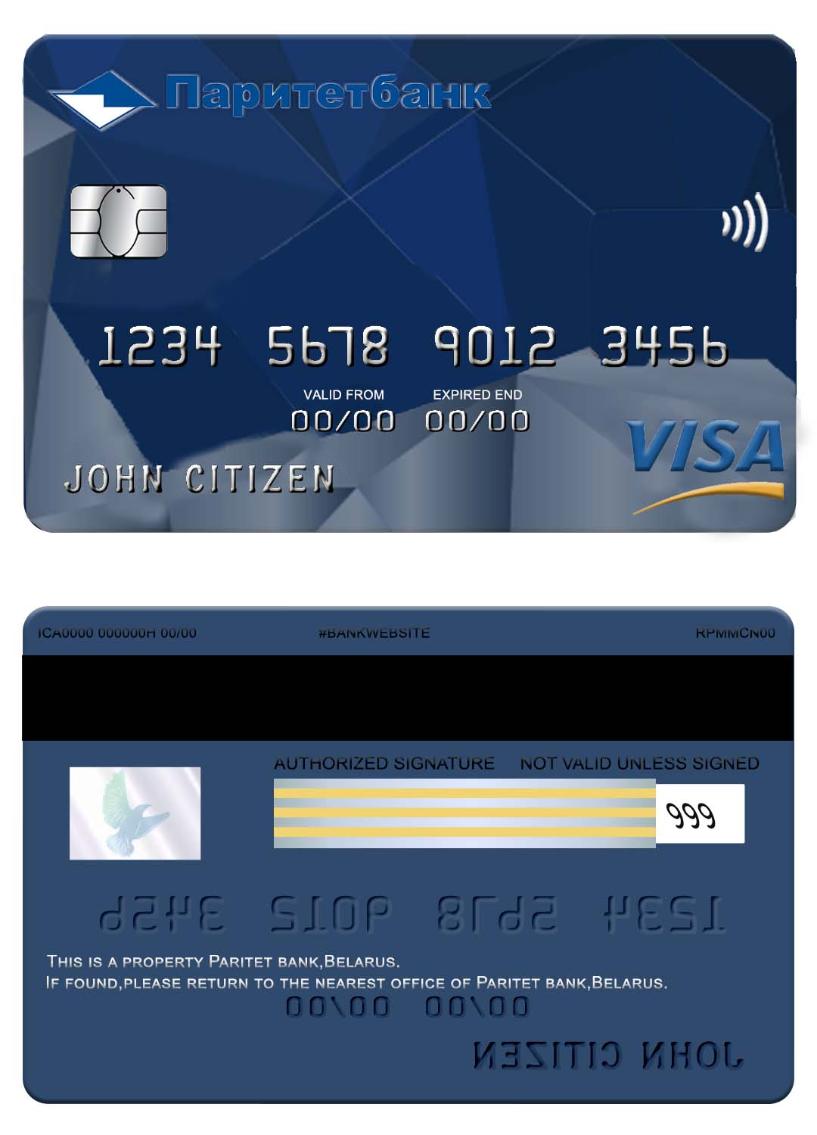 Паритетбанк
1234 5678 9012 3456
VALID FROM EXPIRED END
00/00 00/00
JOHN CITIZEN
VISA
ICA0000 000000H 00/00 #BANKWEBSITE RPMMCN00
AUTHORIZED SIGNATURE NOT VALID UNLESS SIGNED
999
1234 5678 9012 3456
THIS IS A PROPERTY PARITET BANK,BELARUS.
IF FOUND,PLEASE RETURN TO THE NEAREST OFFICE OF PARITET BANK,BELARUS.
00/00 00/00
JOHN CITIZEN